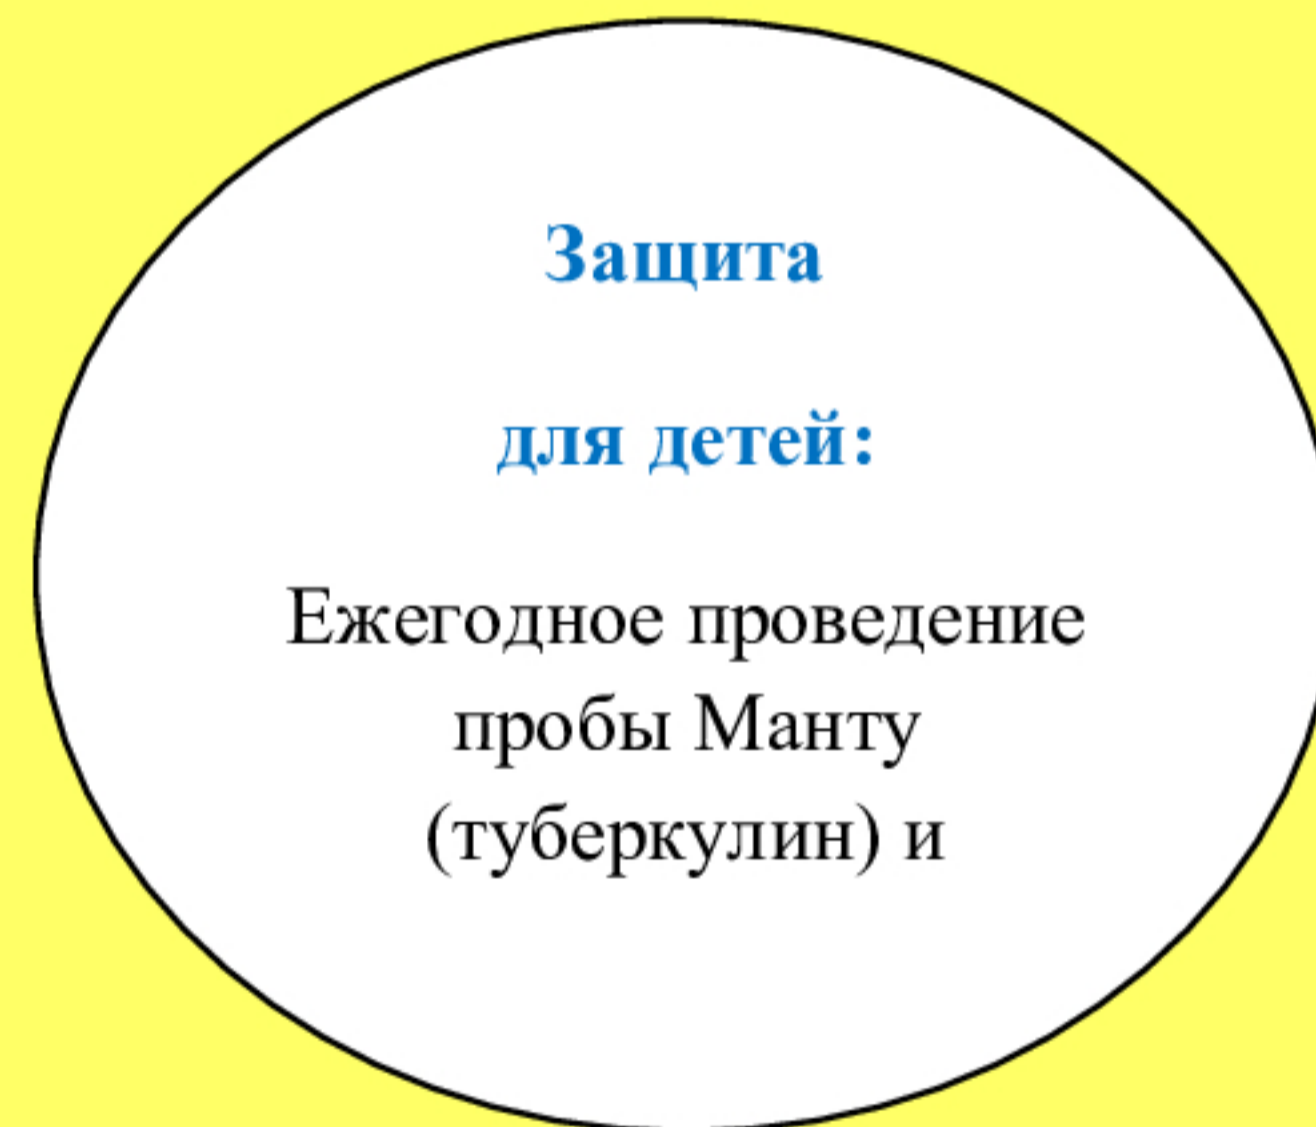 Защита
для детей:
Ежегодное проведение
пробы Манту
(туберкулин) и